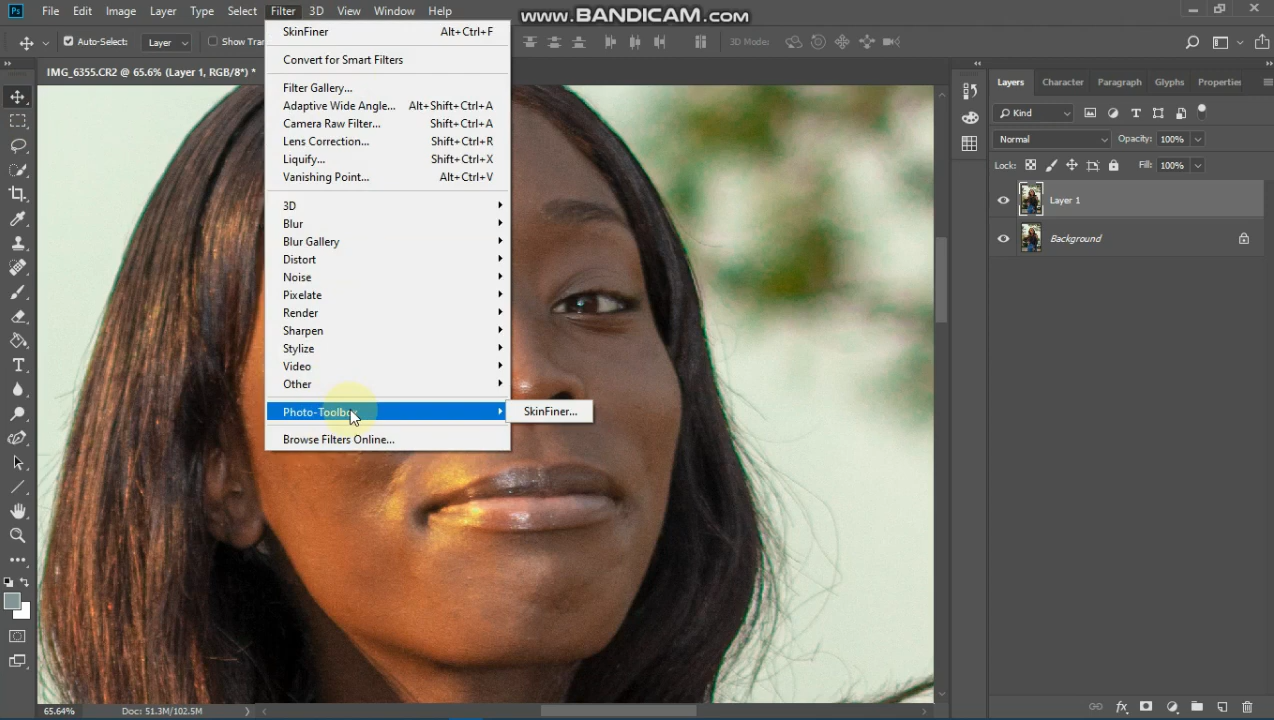 Ps File Edit Image Layer Type Select Filter 3D View Window Help
www.BANDICAM.com
Auto-Select: Layer Show Tra
3D Mode:
IMG_6355.CR2 @ 65.6% (Layer 1, RGB/8*) *
SkinFiner Alt+Ctrl+F
Convert for Smart Filters
Filter Gallery...
Adaptive Wide Angle... Alt+Shift+Ctrl+A
Camera Raw Filter... Shift+Ctrl+A
Lens Correction... Shift+Ctrl+R
Liquify... Shift+Ctrl+X
Vanishing Point... Alt+Ctrl+V
3D
Blur
Blur Gallery
Distort
Noise
Pixelate
Render
Sharpen
Stylize
Video
Other
Photo-Toolbox SkinFiner...
Browse Filters Online...
Layers Character Paragraph Glyphs Properties
Kind
Normal Opacity: 100%
Lock: Fill: 100%
Layer 1
Background
65.64% Doc: 51.3M/102.5M